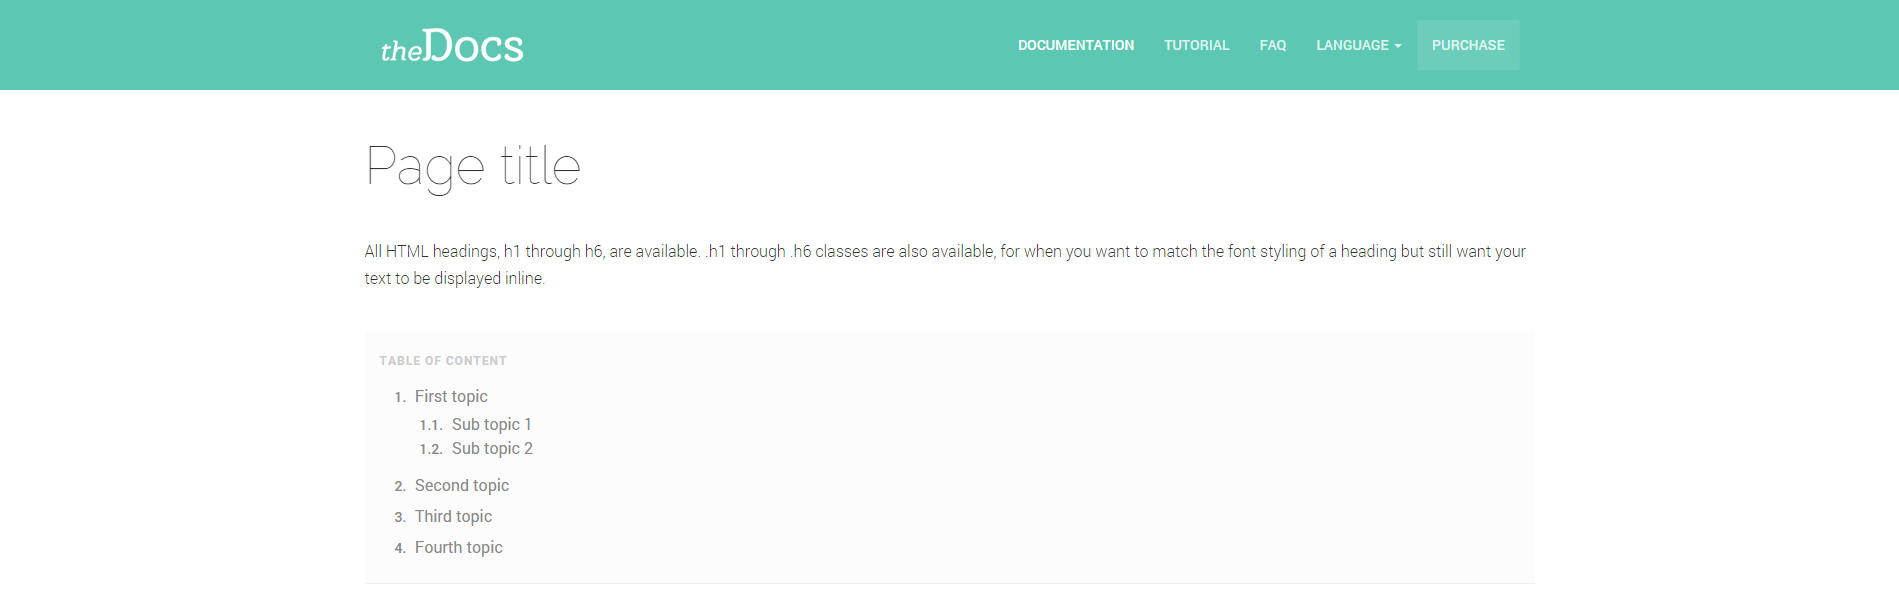 theDocs
DOCUMENTATION TUTORIAL FAQ LANGUAGE PURCHASE
Page title
All HTML headings, h1 through h6, are available. .h1 through .h6 classes are also available, for when you want to match the font styling of a heading but still want your
text to be displayed inline.
TABLE OF CONTENT
1. First topic
1.1. Sub topic 1
1.2. Sub topic 2
2. Second topic
3. Third topic
4. Fourth topic